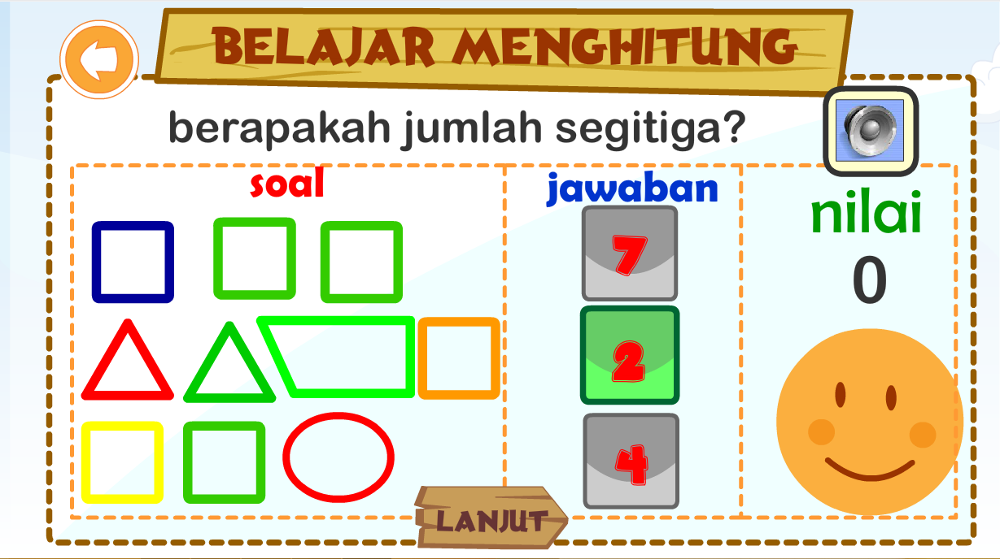 BELAJAR MENGHITUNG
berapakah jumlah segitiga?
soal
jawaban
nilai
7
0
2
4
LANJUT